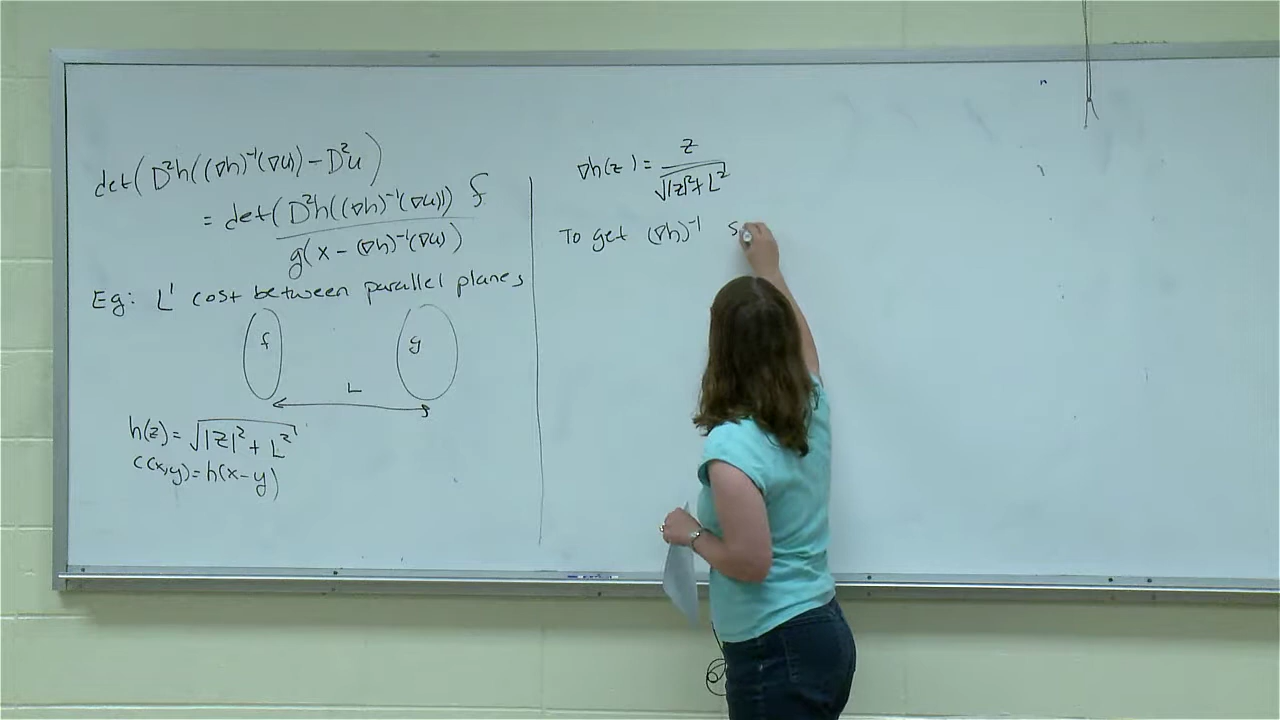 det(D²h((∇h)⁻¹(∇u)) - D²u)
= det(D²h((∇h)⁻¹(∇u)) f
g(x - (∇h)⁻¹(∇u))
Eg: L¹ cost between parallel planes
f g
L
h(z) = √|z|² + L²
c(x,y) = h(x-y)
∇h(z) = z
√|z|² + L²
To get (∇h)⁻¹ s